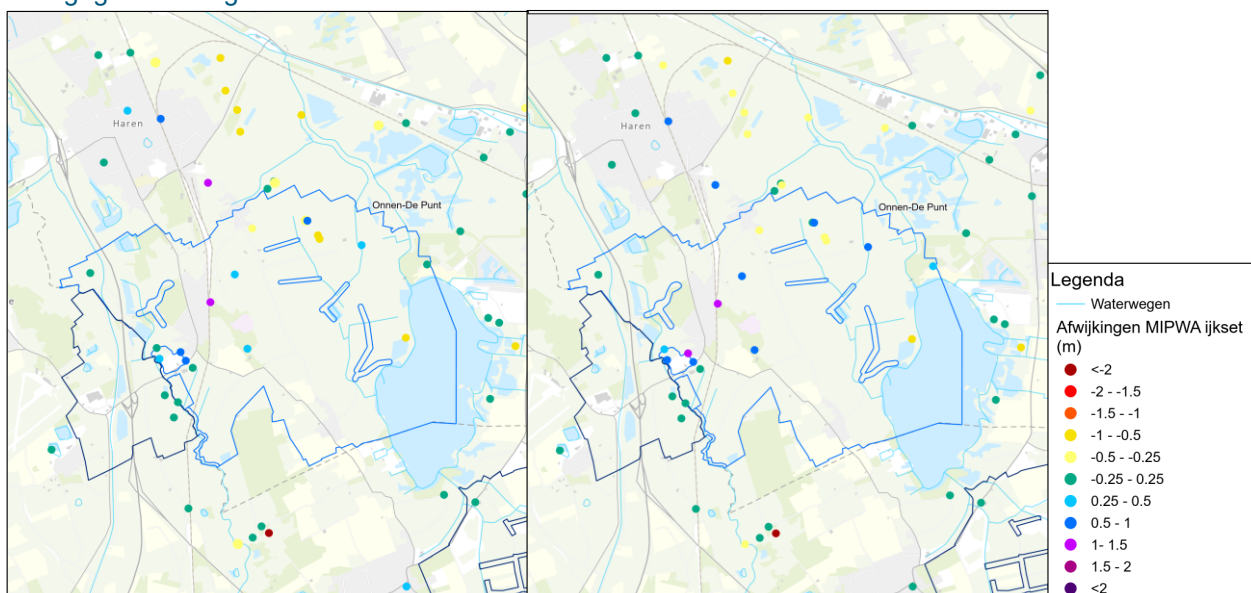 Haren
Onnen-De Punt
Haren
Onnen-De Punt
Legenda
Waterwegen
Afwijkingen MIPWA ijkset
(m)
<-2
-2 - -1.5
-1.5 - -1
-1 - -0.5
-0.5 - -0.25
-0.25 - 0.25
0.25 - 0.5
0.5 - 1
1- 1.5
1.5 - 2
<2